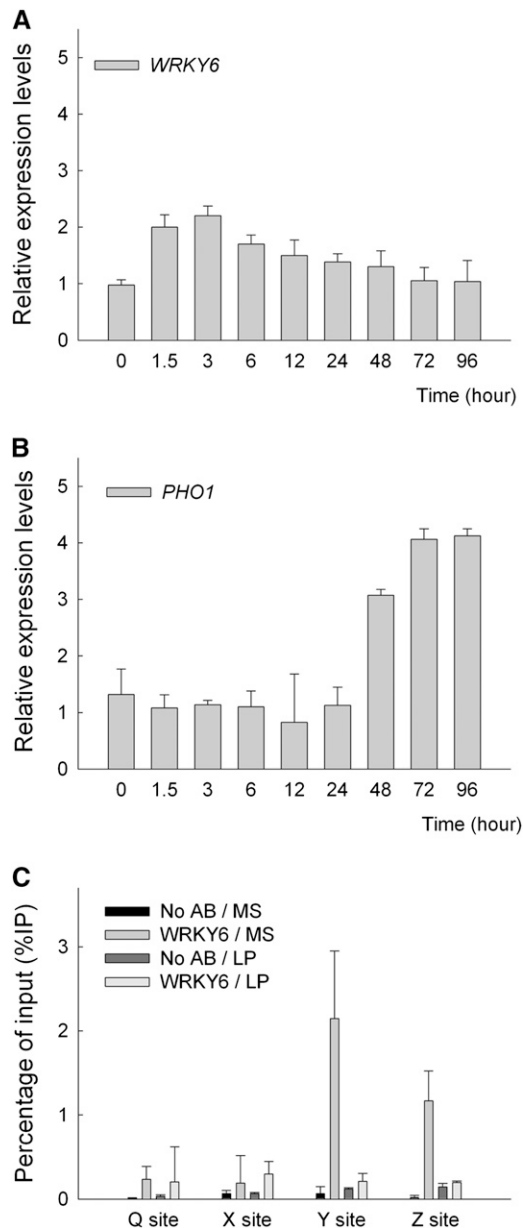 A
Relative expression levels
5
4
3
2
1
0
WRKY6
0 1.5 3 6 12 24 48 72 96
Time (hour)
B
Relative expression levels
5
4
3
2
1
0
PHO1
0 1.5 3 6 12 24 48 72 96
Time (hour)
C
Percentage of input (%IP)
3
2
1
0
No AB / MS
WRKY6 / MS
No AB / LP
WRKY6 / LP
Q site X site Y site Z site